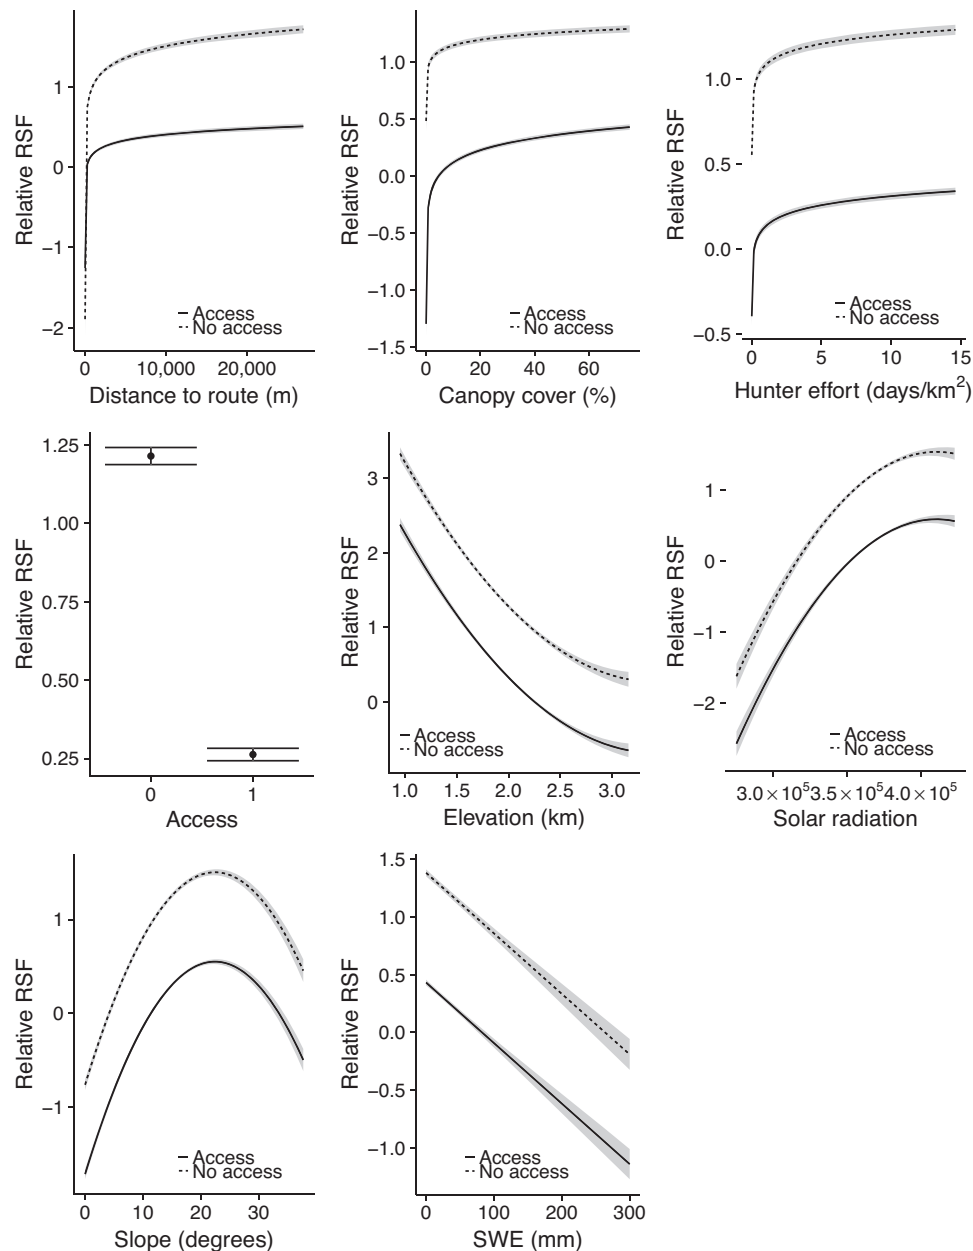 Relative RSF
1
0
−1
−2
Access
No access
0
10,000
20,000
Distance to route (m)
Relative RSF
1.0
0.5
0.0
−0.5
−1.0
−1.5
Access
No access
0
20
40
60
Canopy cover (%)
Relative RSF
1.0
0.5
0.0
−0.5
Access
No access
0
5
10
15
Hunter effort (days/km²)
Relative RSF
1.25
1.00
0.75
0.50
0.25
0
1
Access
Relative RSF
3
2
1
0
Access
No access
1.0
1.5
2.0
2.5
3.0
Elevation (km)
Relative RSF
1
0
−1
−2
Access
No access
3.0×10⁵
3.5×10⁵
4.0×10⁵
Solar radiation
Relative RSF
1
0
−1
Access
No access
0
10
20
30
Slope (degrees)
Relative RSF
1.5
1.0
0.5
0.0
−0.5
−1.0
Access
No access
0
100
200
300
SWE (mm)